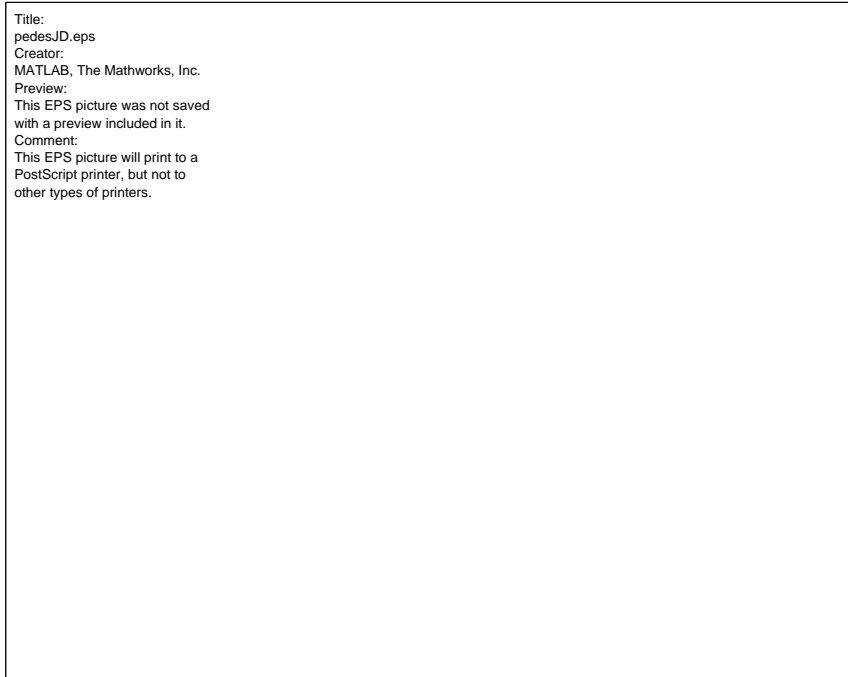 Title:
pedesJD.eps
Creator:
MATLAB, The Mathworks, Inc.
Preview:
This EPS picture was not saved
with a preview included in it.
Comment:
This EPS picture will print to a
PostScript printer, but not to
other types of printers.